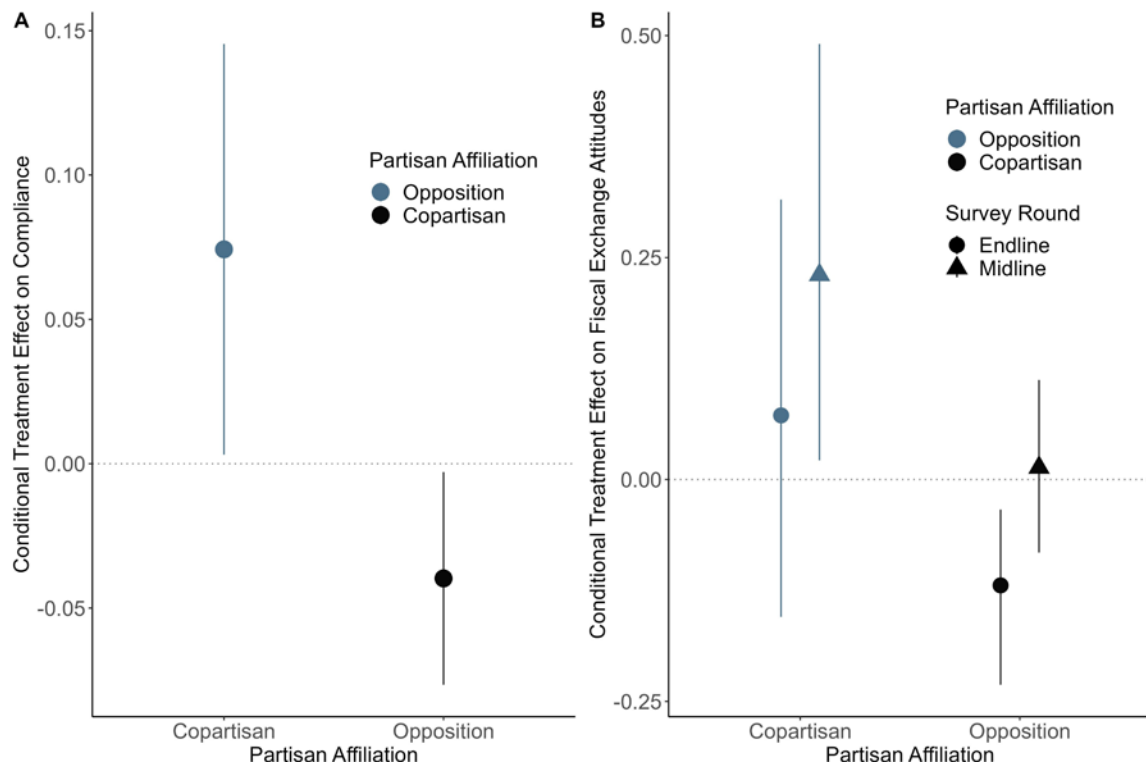 A
Conditional Treatment Effect on Compliance
0.15
0.10
0.05
0.00
-0.05
Partisan Affiliation
Opposition
Copartisan
Copartisan
Opposition
Partisan Affiliation
B
Conditional Treatment Effect on Fiscal Exchange Attitudes
0.50
0.25
0.00
-0.25
Partisan Affiliation
Opposition
Copartisan
Survey Round
Endline
Midline
Copartisan
Opposition
Partisan Affiliation